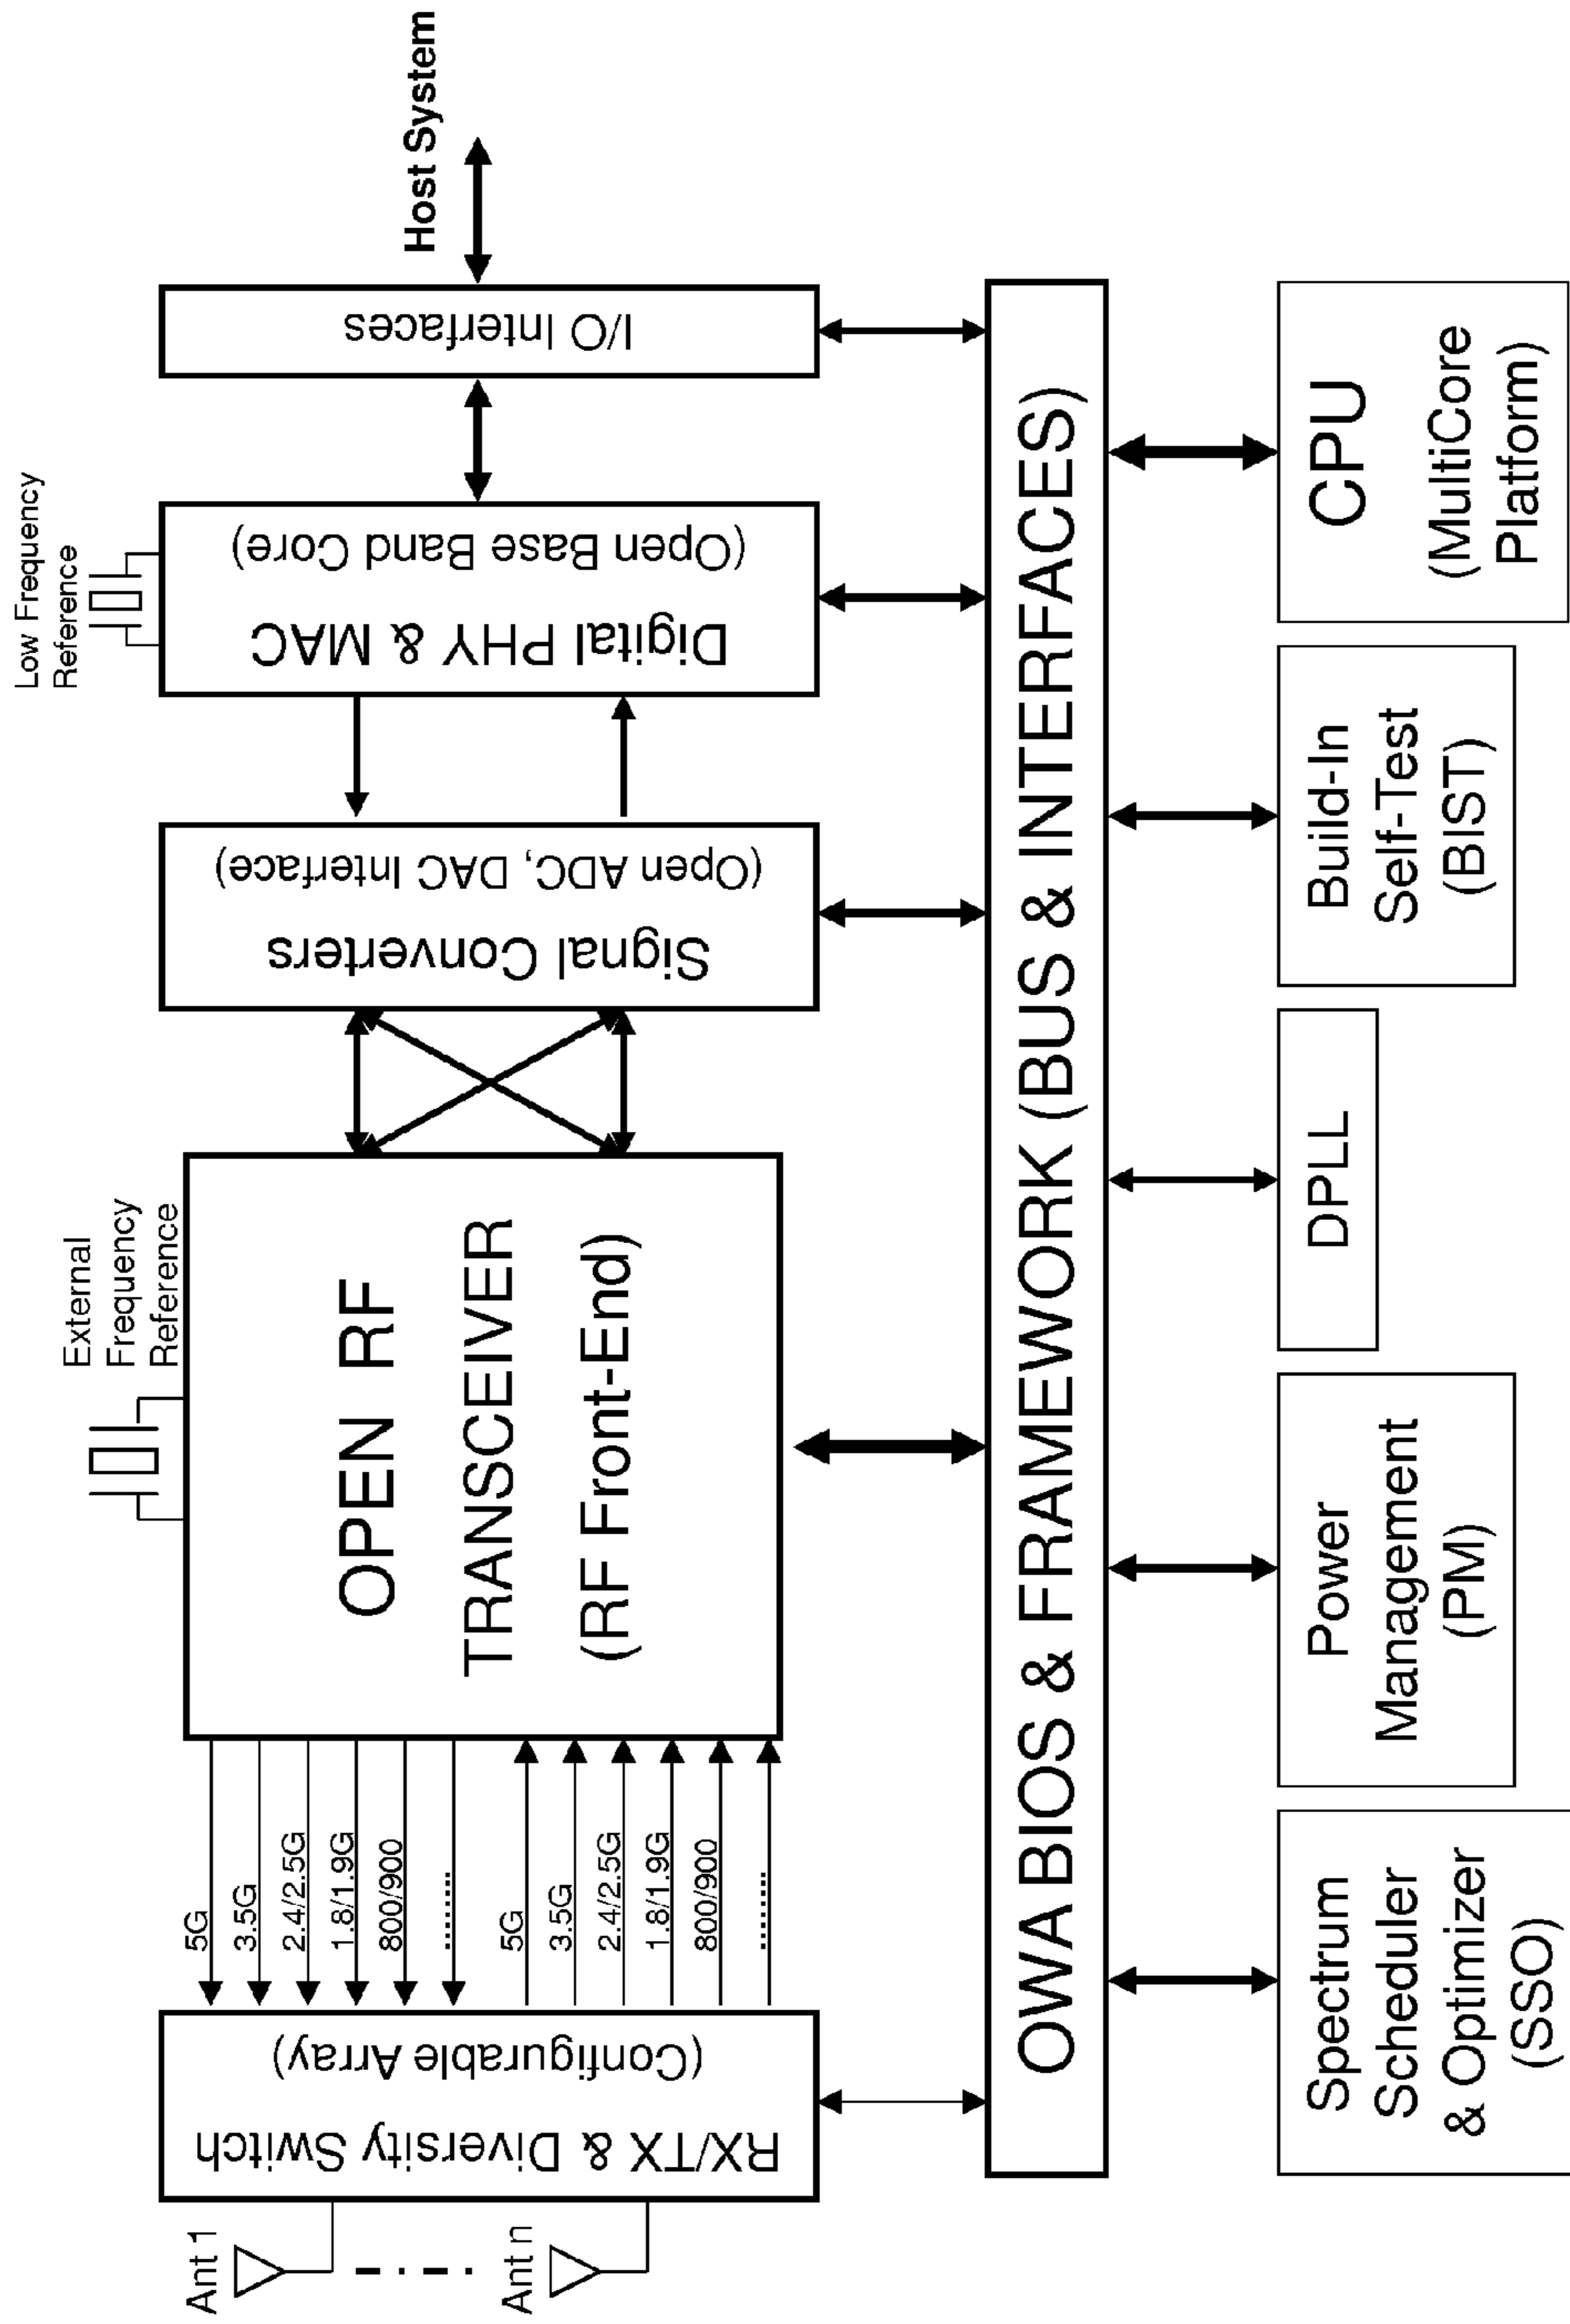 Ant 1
Ant n
RX/TX & Diversity Switch
(Configurable Array)
5G
3.5G
2.4/2.5G
1.8/1.9G
800/900
........
5G
3.5G
2.4/2.5G
1.8/1.9G
800/900
........
External
Frequency
Reference
OPEN RF
TRANSCEIVER
(RF Front-End)
Signal Converters
(Open ADC, DAC Interface)
Low Frequency
Reference
Digital PHY & MAC
(Open Base Band Core)
I/O Interfaces
Host System
OWA BIOS & FRAMEWORK (BUS & INTERFACES)
Spectrum
Scheduler
& Optimizer
(SSO)
Power
Management
(PM)
DPLL
Build-In
Self-Test
(BIST)
CPU
(MultiCore
Platform)